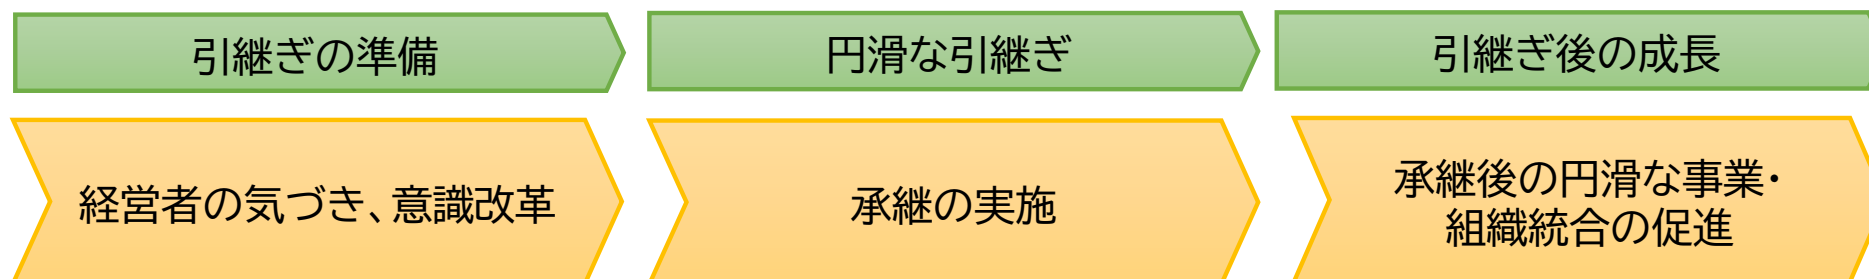 引継ぎの準備
円滑な引継ぎ
引継ぎ後の成長
経営者の気づき、意識改革
承継の実施
承継後の円滑な事業・
組織統合の促進